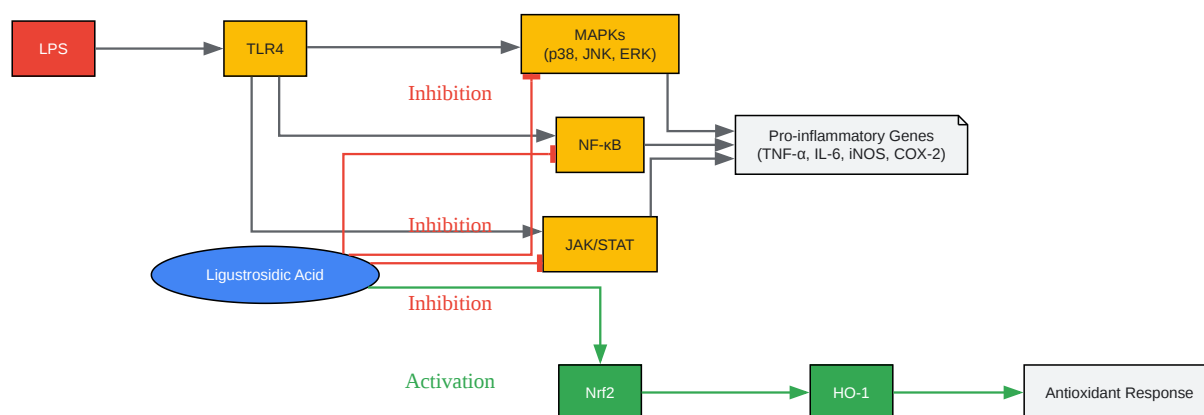 LPS
TLR4
MAPKs
(p38, JNK, ERK)
Inhibition
NF-κB
Pro-inflammatory Genes
(TNF-α, IL-6, iNOS, COX-2)
Inhibition
JAK/STAT
Ligustrosidic Acid
Inhibition
Activation
Nrf2
HO-1
Antioxidant Response